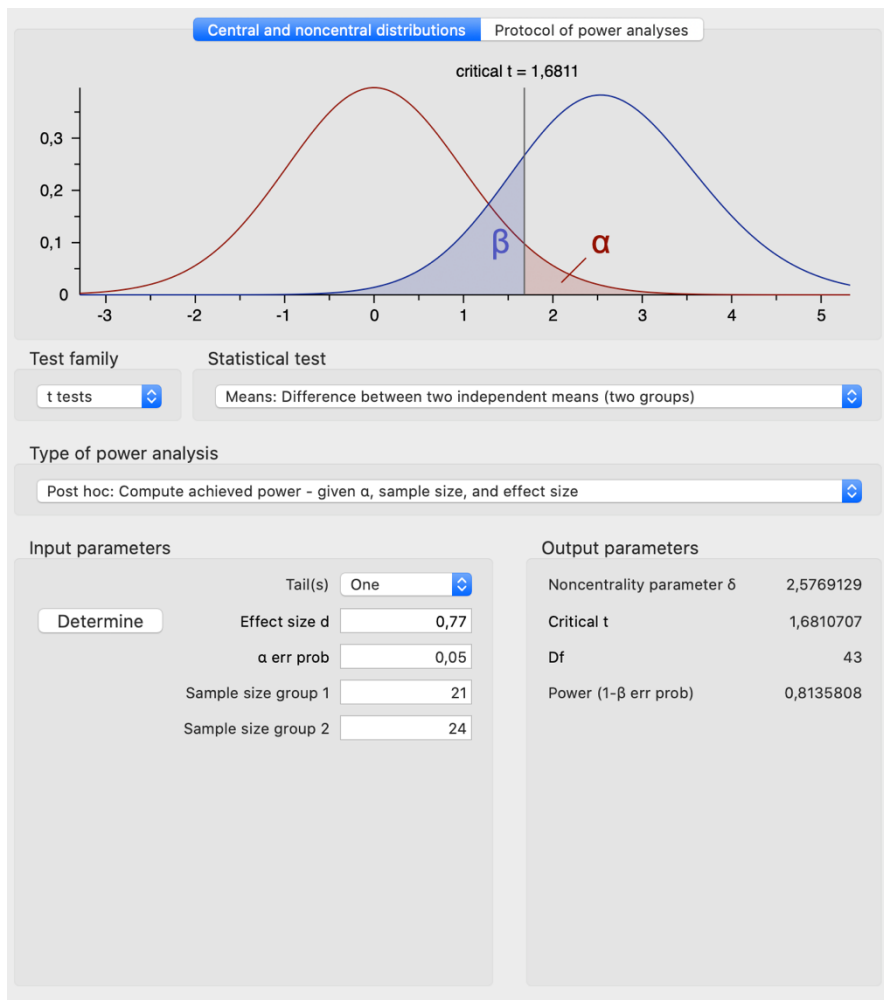 Central and noncentral distributions Protocol of power analyses
critical t = 1,6811
0,3
0,2
0,1
0
β α
-3 -2 -1 0 1 2 3 4 5
Test family Statistical test
t tests Means: Difference between two independent means (two groups)
Type of power analysis
Post hoc: Compute achieved power - given α, sample size, and effect size
Input parameters Output parameters
Tail(s) One Noncentrality parameter δ 2,5769129
Determine Effect size d 0,77 Critical t 1,6810707
α err prob 0,05 Df 43
Sample size group 1 21 Power (1-β err prob) 0,8135808
Sample size group 2 24